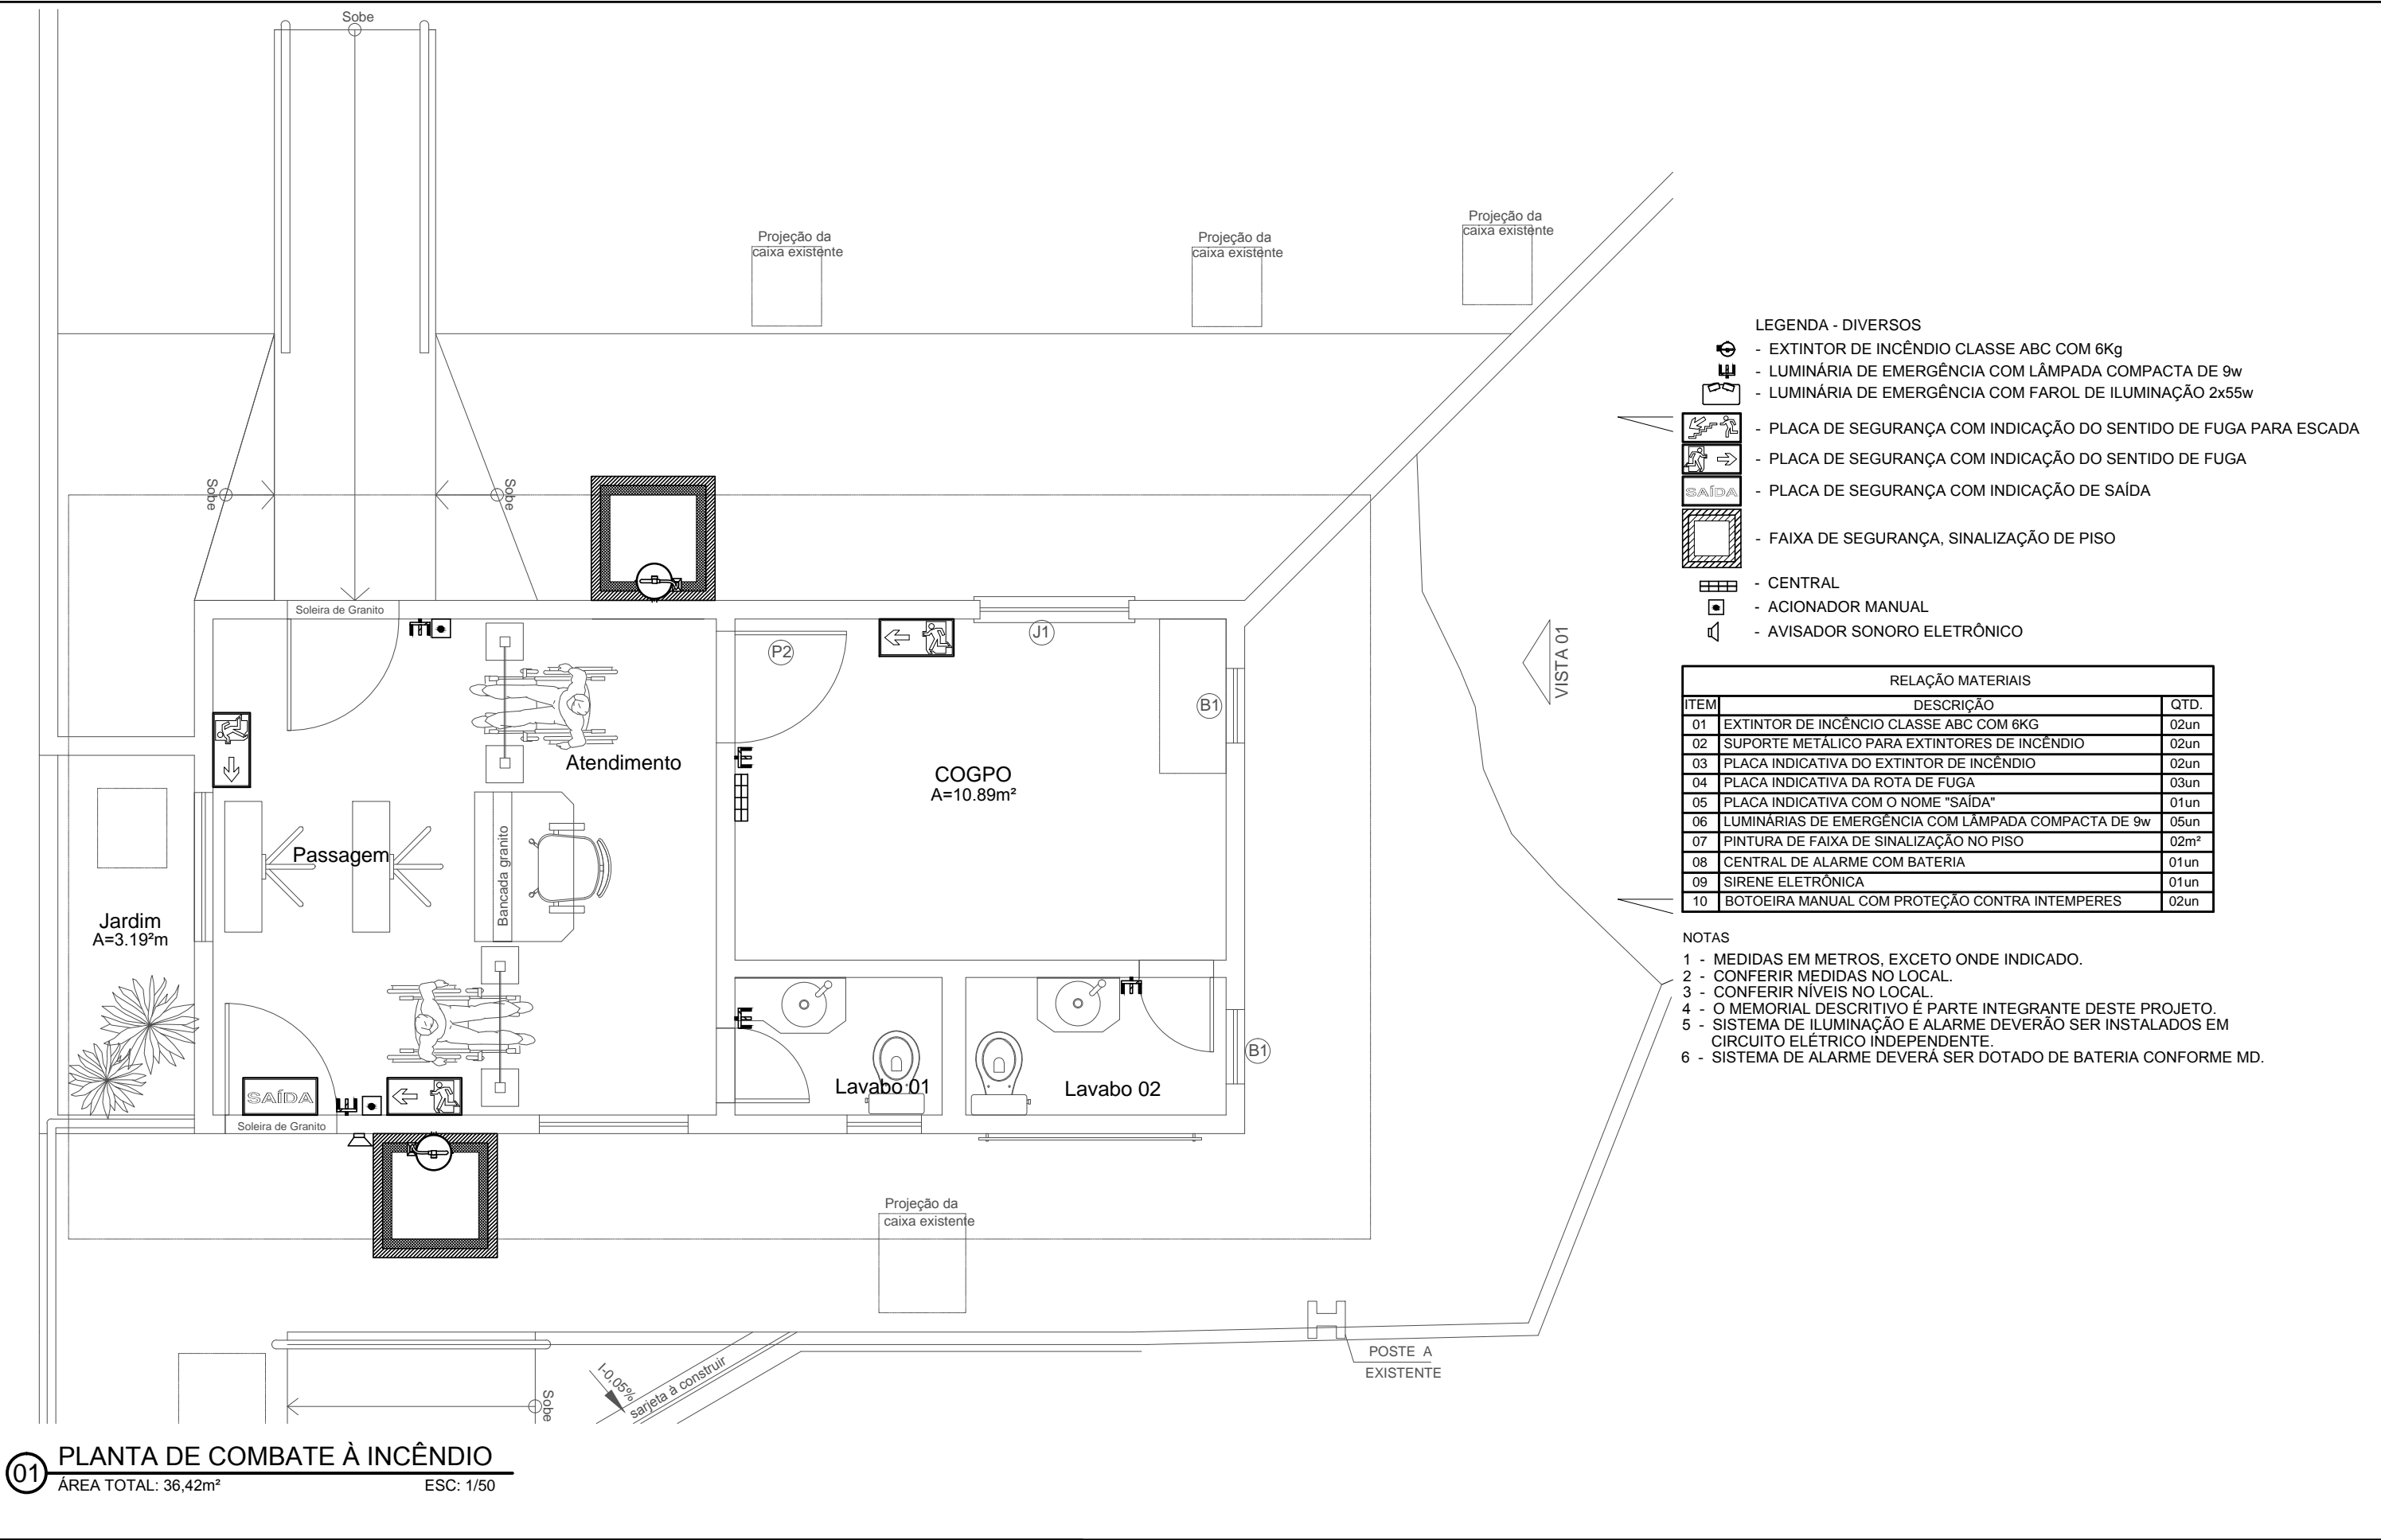 Sobe
Projeção da
caixa existente
Projeção da
caixa existente
Projeção da
caixa existente
Sobe
Sobe
Soleira de Granito
P2
J1
B1
VISTA 01
Atendimento
COGPO
A=10.89m²
Passagem
Bancada granito
Jardim
A=3.19²m
B1
Lavabo 01
Lavabo 02
SAÍDA
Soleira de Granito
Projeção da
caixa existente
POSTE A
EXISTENTE
I-0,05%
sarjeta à construir
Sobe
LEGENDA - DIVERSOS
- EXTINTOR DE INCÊNDIO CLASSE ABC COM 6Kg
- LUMINÁRIA DE EMERGÊNCIA COM LÂMPADA COMPACTA DE 9w
- LUMINÁRIA DE EMERGÊNCIA COM FAROL DE ILUMINAÇÃO 2x55w
- PLACA DE SEGURANÇA COM INDICAÇÃO DO SENTIDO DE FUGA PARA ESCADA
- PLACA DE SEGURANÇA COM INDICAÇÃO DO SENTIDO DE FUGA
SAÍDA - PLACA DE SEGURANÇA COM INDICAÇÃO DE SAÍDA
- FAIXA DE SEGURANÇA, SINALIZAÇÃO DE PISO
- CENTRAL
- ACIONADOR MANUAL
- AVISADOR SONORO ELETRÔNICO
RELAÇÃO MATERIAIS
ITEM DESCRIÇÃO QTD.
01 EXTINTOR DE INCÊNCIO CLASSE ABC COM 6KG 02un
02 SUPORTE METÁLICO PARA EXTINTORES DE INCÊNDIO 02un
03 PLACA INDICATIVA DO EXTINTOR DE INCÊNDIO 02un
04 PLACA INDICATIVA DA ROTA DE FUGA 03un
05 PLACA INDICATIVA COM O NOME "SAÍDA" 01un
06 LUMINÁRIAS DE EMERGÊNCIA COM LÂMPADA COMPACTA DE 9w 05un
07 PINTURA DE FAIXA DE SINALIZAÇÃO NO PISO 02m²
08 CENTRAL DE ALARME COM BATERIA 01un
09 SIRENE ELETRÔNICA 01un
10 BOTOEIRA MANUAL COM PROTEÇÃO CONTRA INTEMPERES 02un
NOTAS
1 - MEDIDAS EM METROS, EXCETO ONDE INDICADO.
2 - CONFERIR MEDIDAS NO LOCAL.
3 - CONFERIR NÍVEIS NO LOCAL.
4 - O MEMORIAL DESCRITIVO É PARTE INTEGRANTE DESTE PROJETO.
5 - SISTEMA DE ILUMINAÇÃO E ALARME DEVERÃO SER INSTALADOS EM
CIRCUITO ELÉTRICO INDEPENDENTE.
6 - SISTEMA DE ALARME DEVERÁ SER DOTADO DE BATERIA CONFORME MD.
01 PLANTA DE COMBATE À INCÊNDIO
ÁREA TOTAL: 36,42m² ESC: 1/50